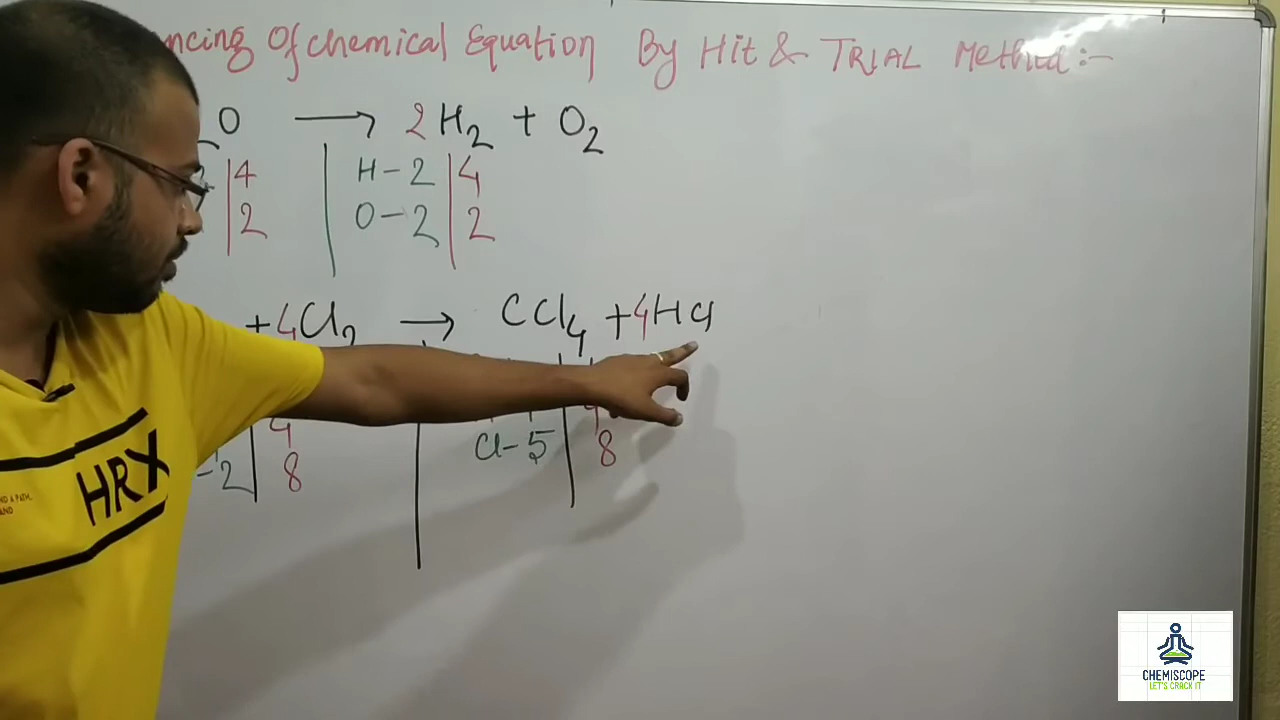 ncing Of chemical Equation By Hit & TRIAL Method :-
O → 2H2 + O2
4 H - 2 4
2 O - 2 2
+ 4Cl2 → CCl4 + 4HCl
4
- 2 8 Cl - 5 8
HRX
CHEMISCOPE
LET'S CRACK IT